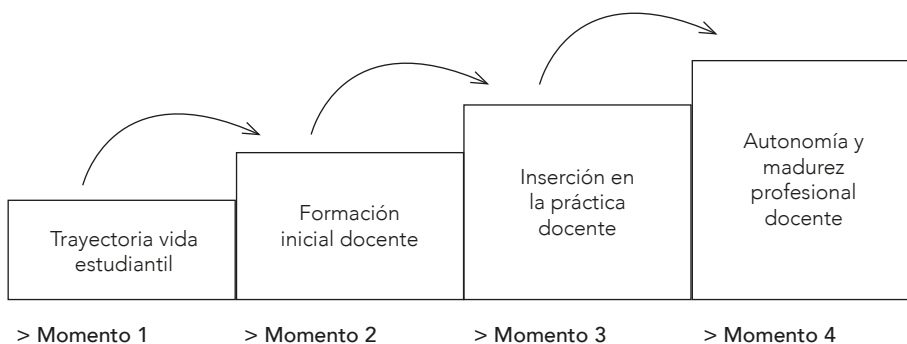 Trayectoria vida
estudiantil
Formación
inicial docente
Inserción en
la práctica
docente
Autonomía y
madurez
profesional
docente
> Momento 1
> Momento 2
> Momento 3
> Momento 4